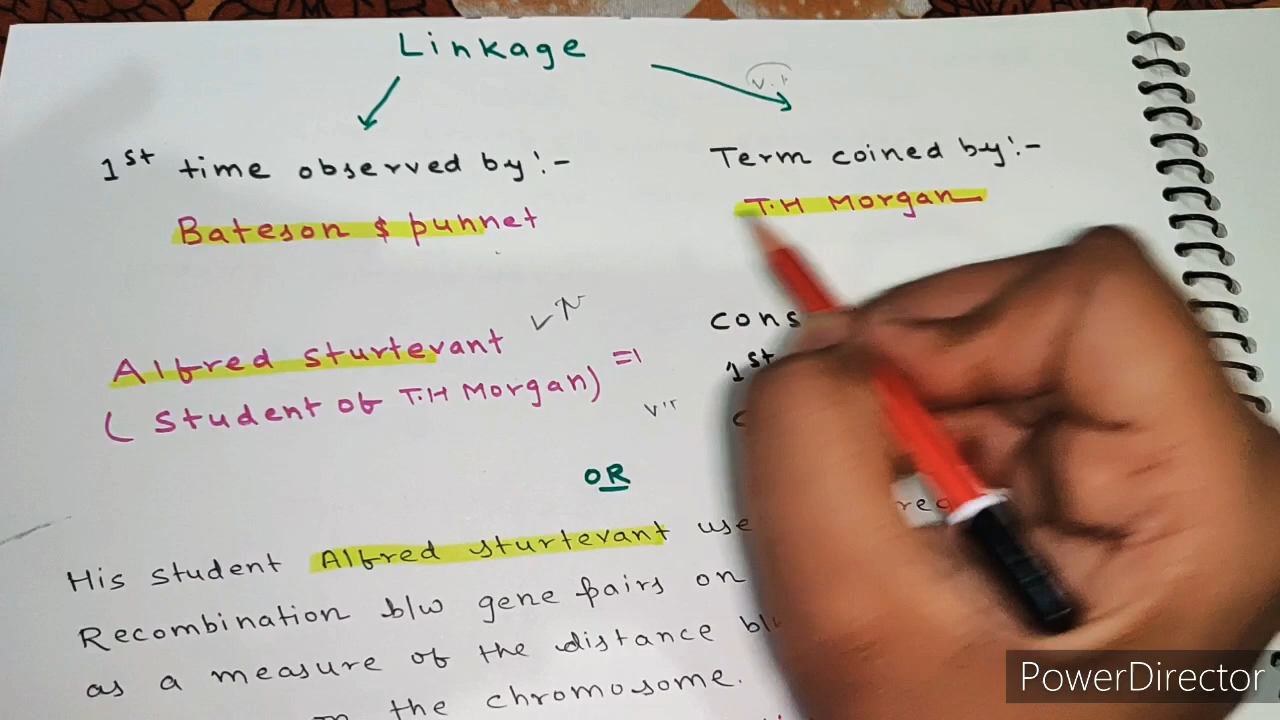 Linkage
V.I
1st time observed by:-
Bateson & punnet
Term coined by:-
T.H Morgan
Alfred sturtevant
(Student of T.H Morgan) =)
cons
1st
OR
His student Alfred sturtevant use
Recombination b/w gene pairs on
as a measure of the distance
the chromosome.
PowerDirector